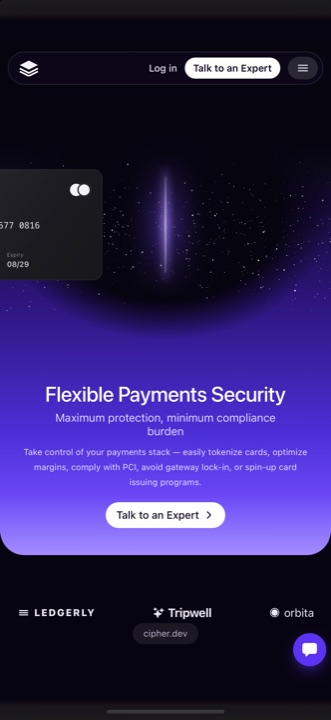 Log in
Talk to an Expert
577 0816
Expiry
08/29
Flexible Payments Security
Maximum protection, minimum compliance
burden
Take control of your payments stack — easily tokenize cards, optimize
margins, comply with PCI, avoid gateway lock-in, or spin-up card
issuing programs.
Talk to an Expert
LEDGERLY
Tripwell
orbita
cipher.dev